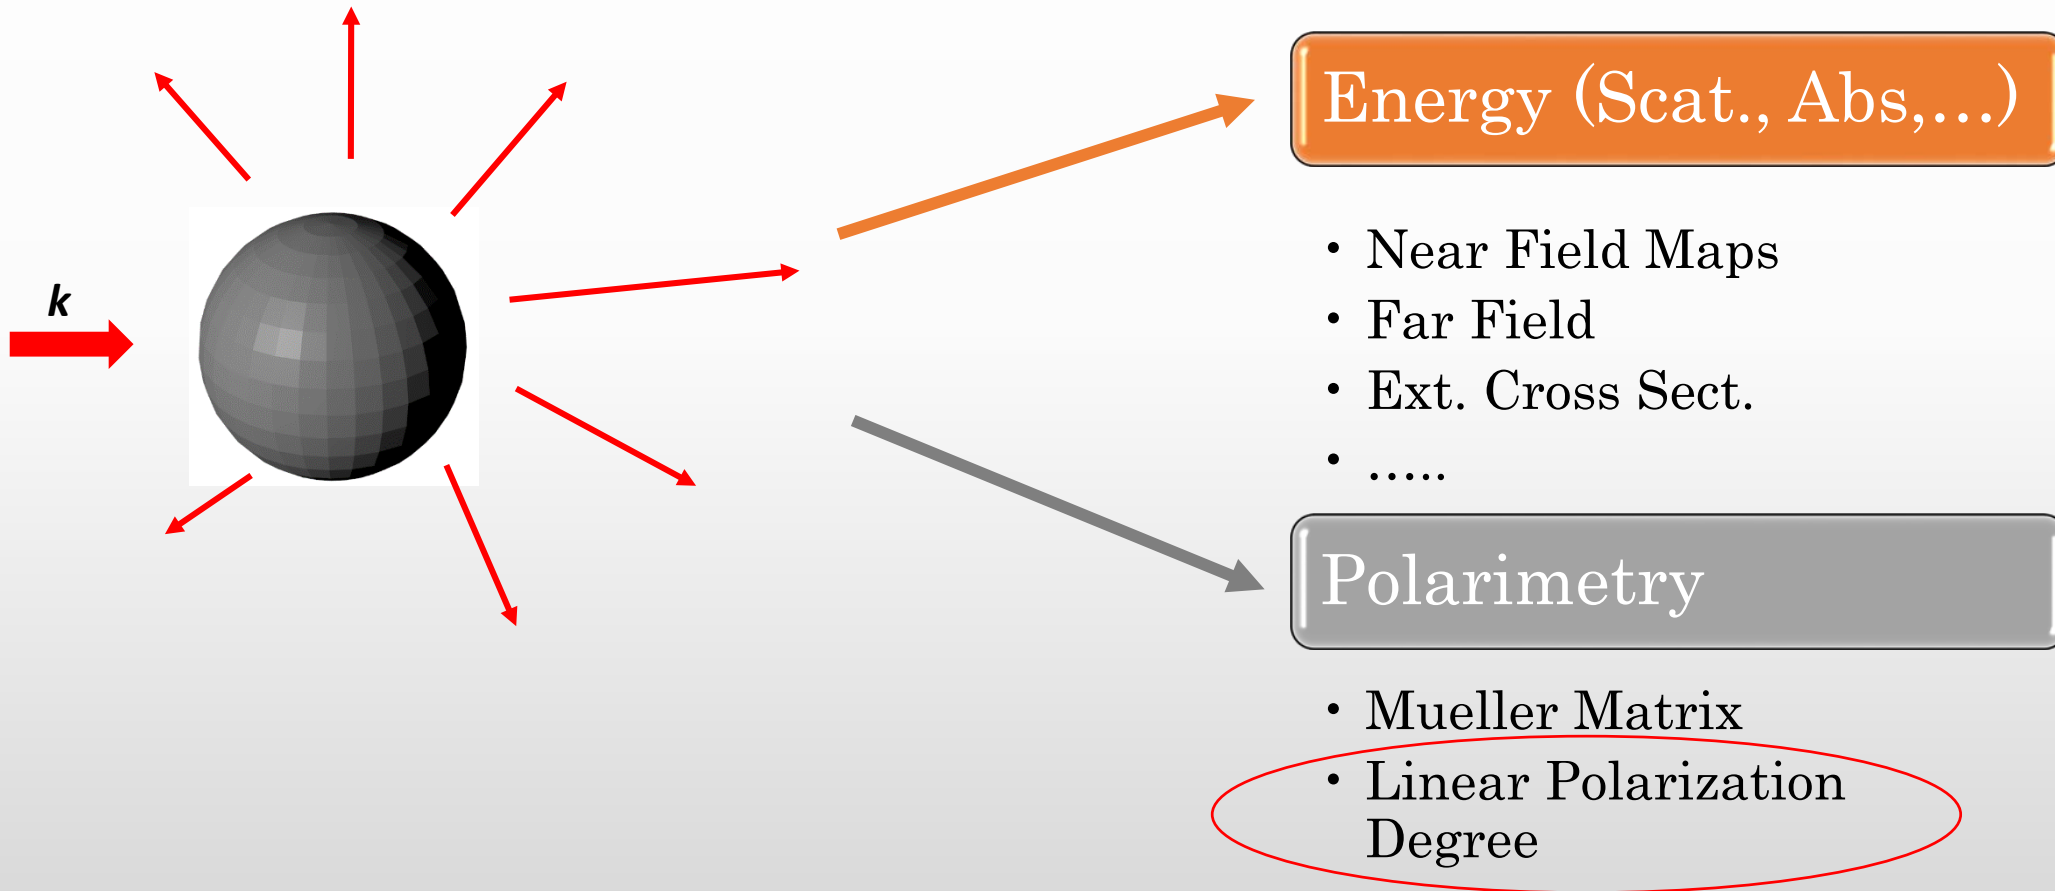 k
Energy (Scat., Abs,...)
• Near Field Maps
• Far Field
• Ext. Cross Sect.
• .....
Polarimetry
• Mueller Matrix
• Linear Polarization
Degree